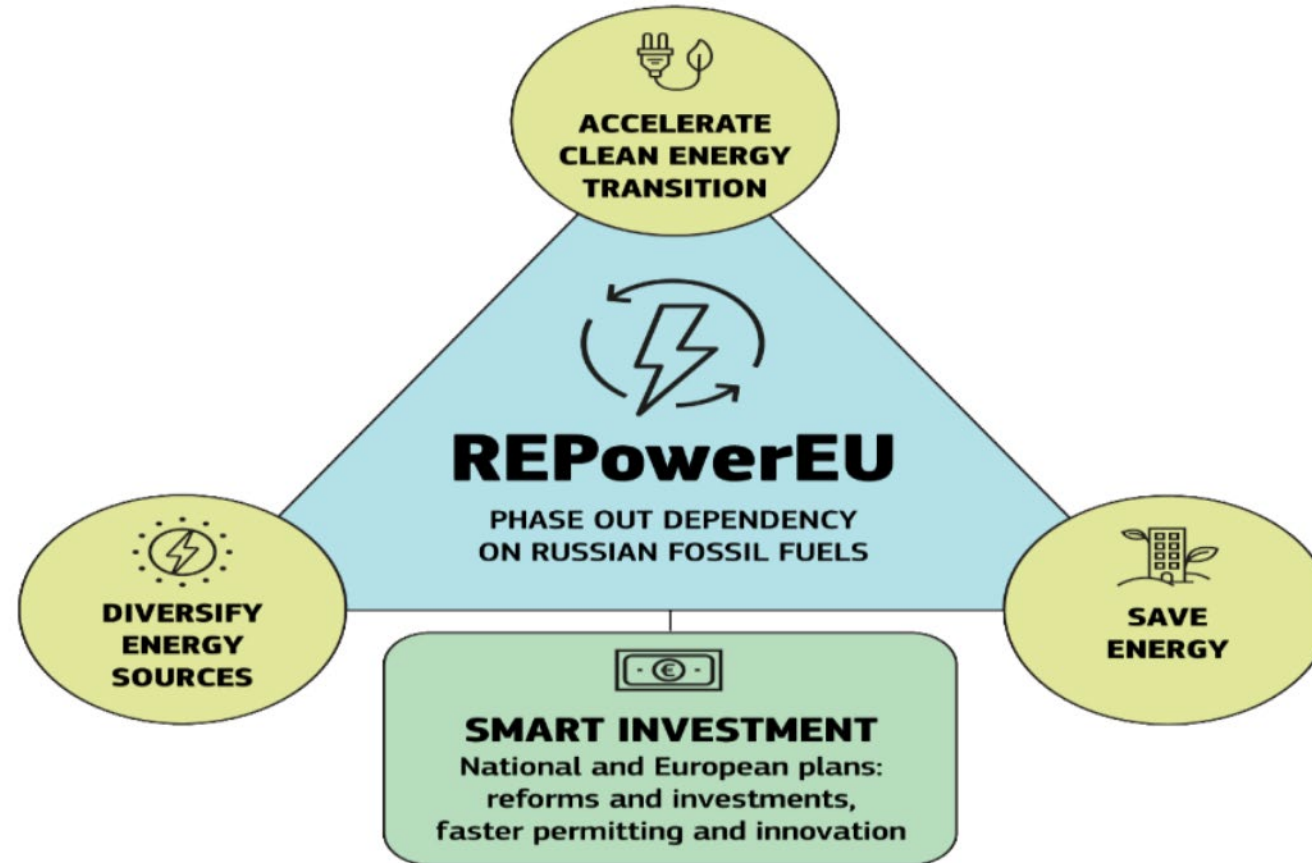 ACCELERATE
CLEAN ENERGY
TRANSITION
REPowerEU
PHASE OUT DEPENDENCY
ON RUSSIAN FOSSIL FUELS
DIVERSIFY
ENERGY
SOURCES
SAVE
ENERGY
€
SMART INVESTMENT
National and European plans:
reforms and investments,
faster permitting and innovation